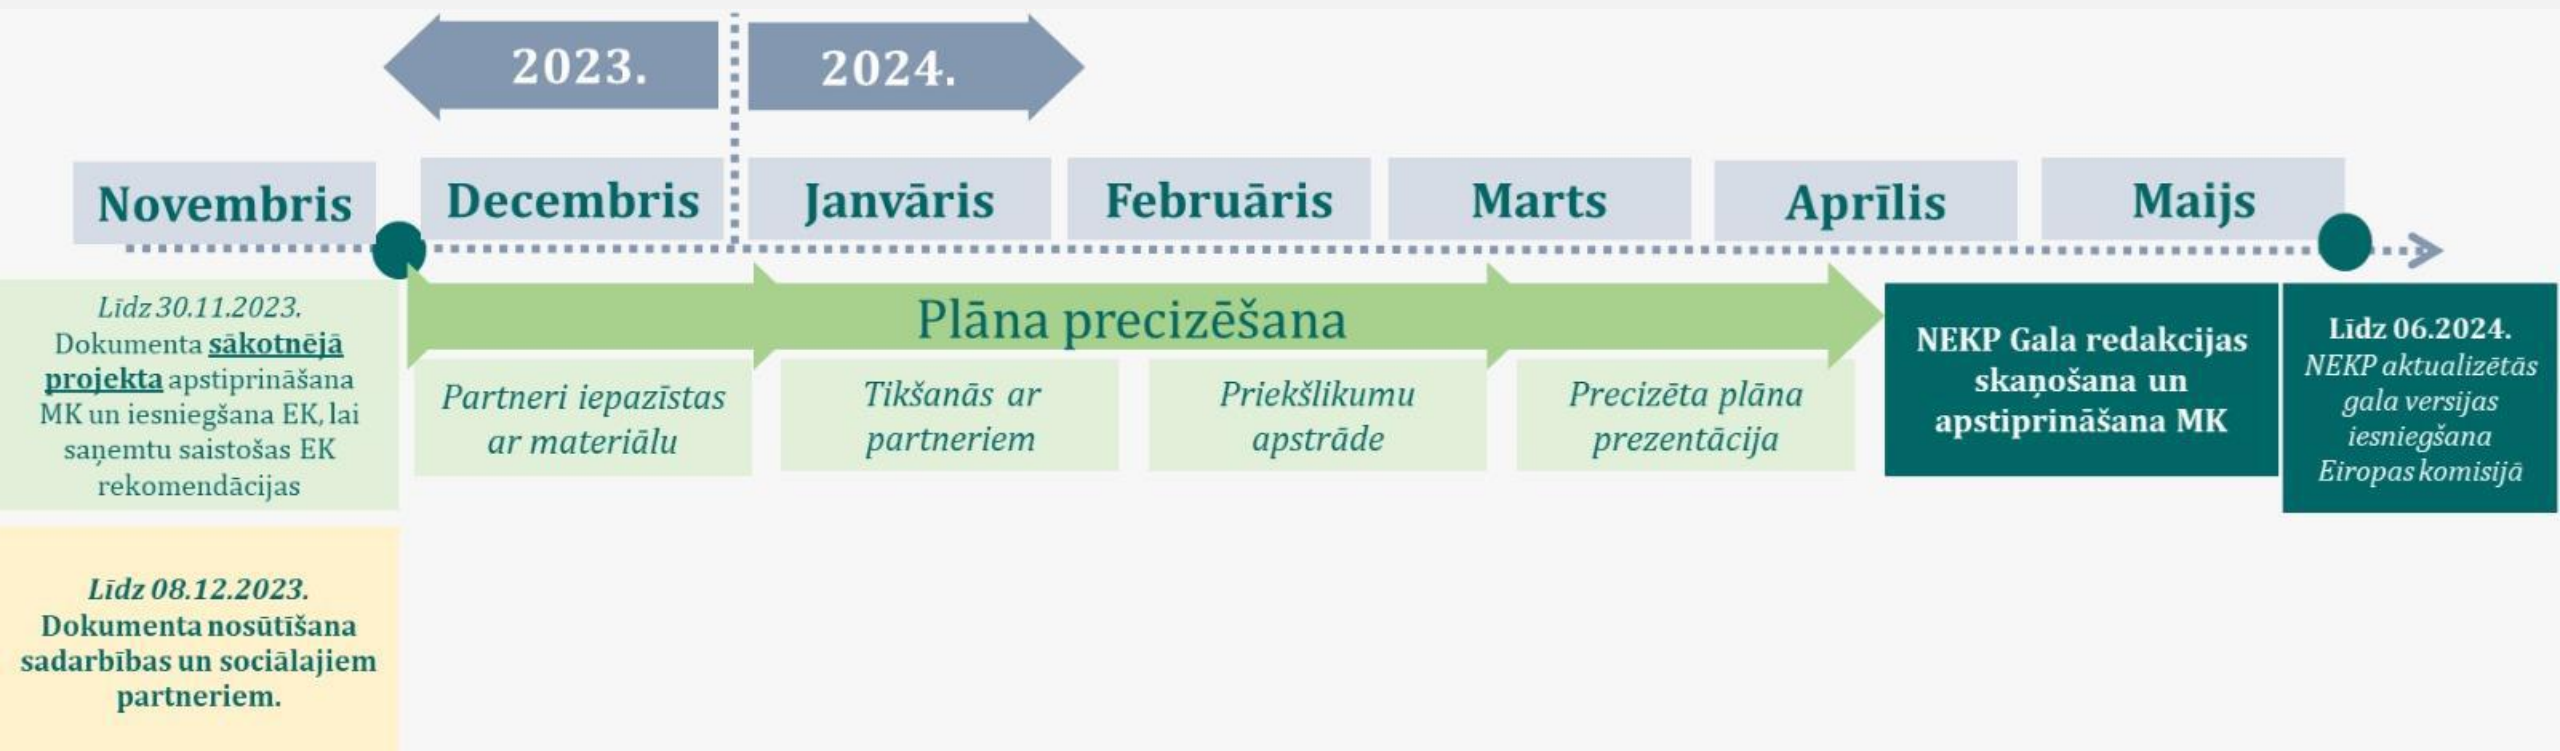 2023.
2024.
Novembris
Decembris
Janvāris
Februāris
Marts
Aprīlis
Maijs
Līdz 30.11.2023.
Dokumenta sākotnējā
projekta apstiprināšana
MK un iesniegšana EK, lai
saņemtu saistošas EK
rekomendācijas
Līdz 08.12.2023.
Dokumenta nosūtīšana
sadarbības un sociālajiem
partneriem.
Plāna precizēšana
Partneri iepazīstas
ar materiālu
Tikšanās ar
partneriem
Priekšlikumu
apstrāde
Precizēta plāna
prezentācija
NEKP Gala redakcijas
skaņošana un
apstiprināšana MK
Līdz 06.2024.
NEKP aktualizētās
gala versijas
iesniegšana
Eiropas komisijā